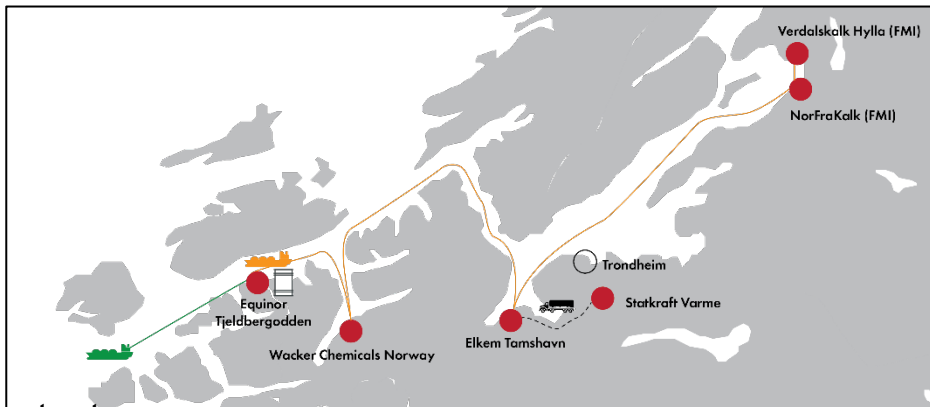 Verdalskalk Hylla (FMI)
NorFraKalk (FMI)
Trondheim
Statkraft Varme
Equinor
Tjeldbergodden
Elkem Tamshavn
Wacker Chemicals Norway